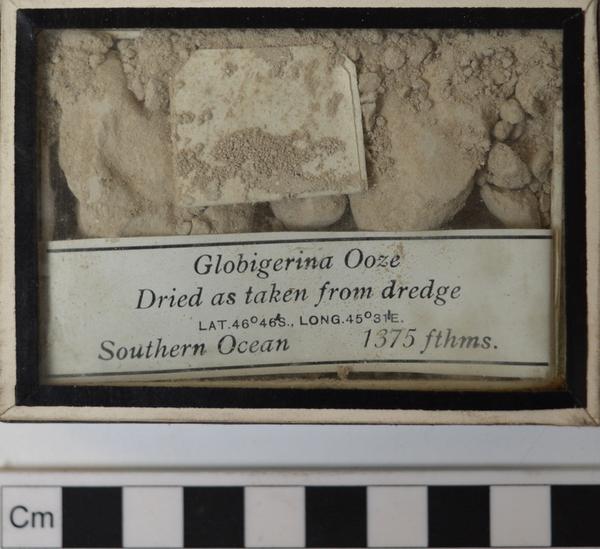 Globigerina Ooze
Dried as taken from dredge
LAT. 46° 46'S., LONG. 45° 31'E.
Southern Ocean 1375 fthms.
Cm